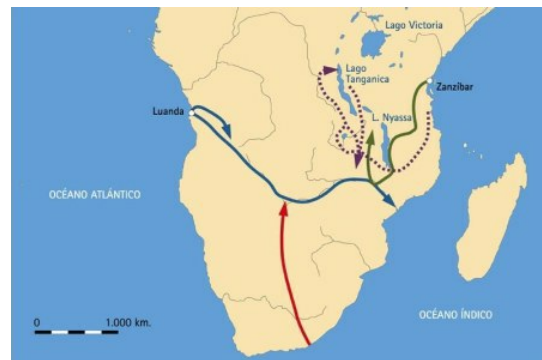 Lago Victoria
Lago
Tanganica
Zanzíbar
Luanda
L. Nyassa
OCÉANO ATLÁNTICO
OCÉANO ÍNDICO
0
1.000 km.